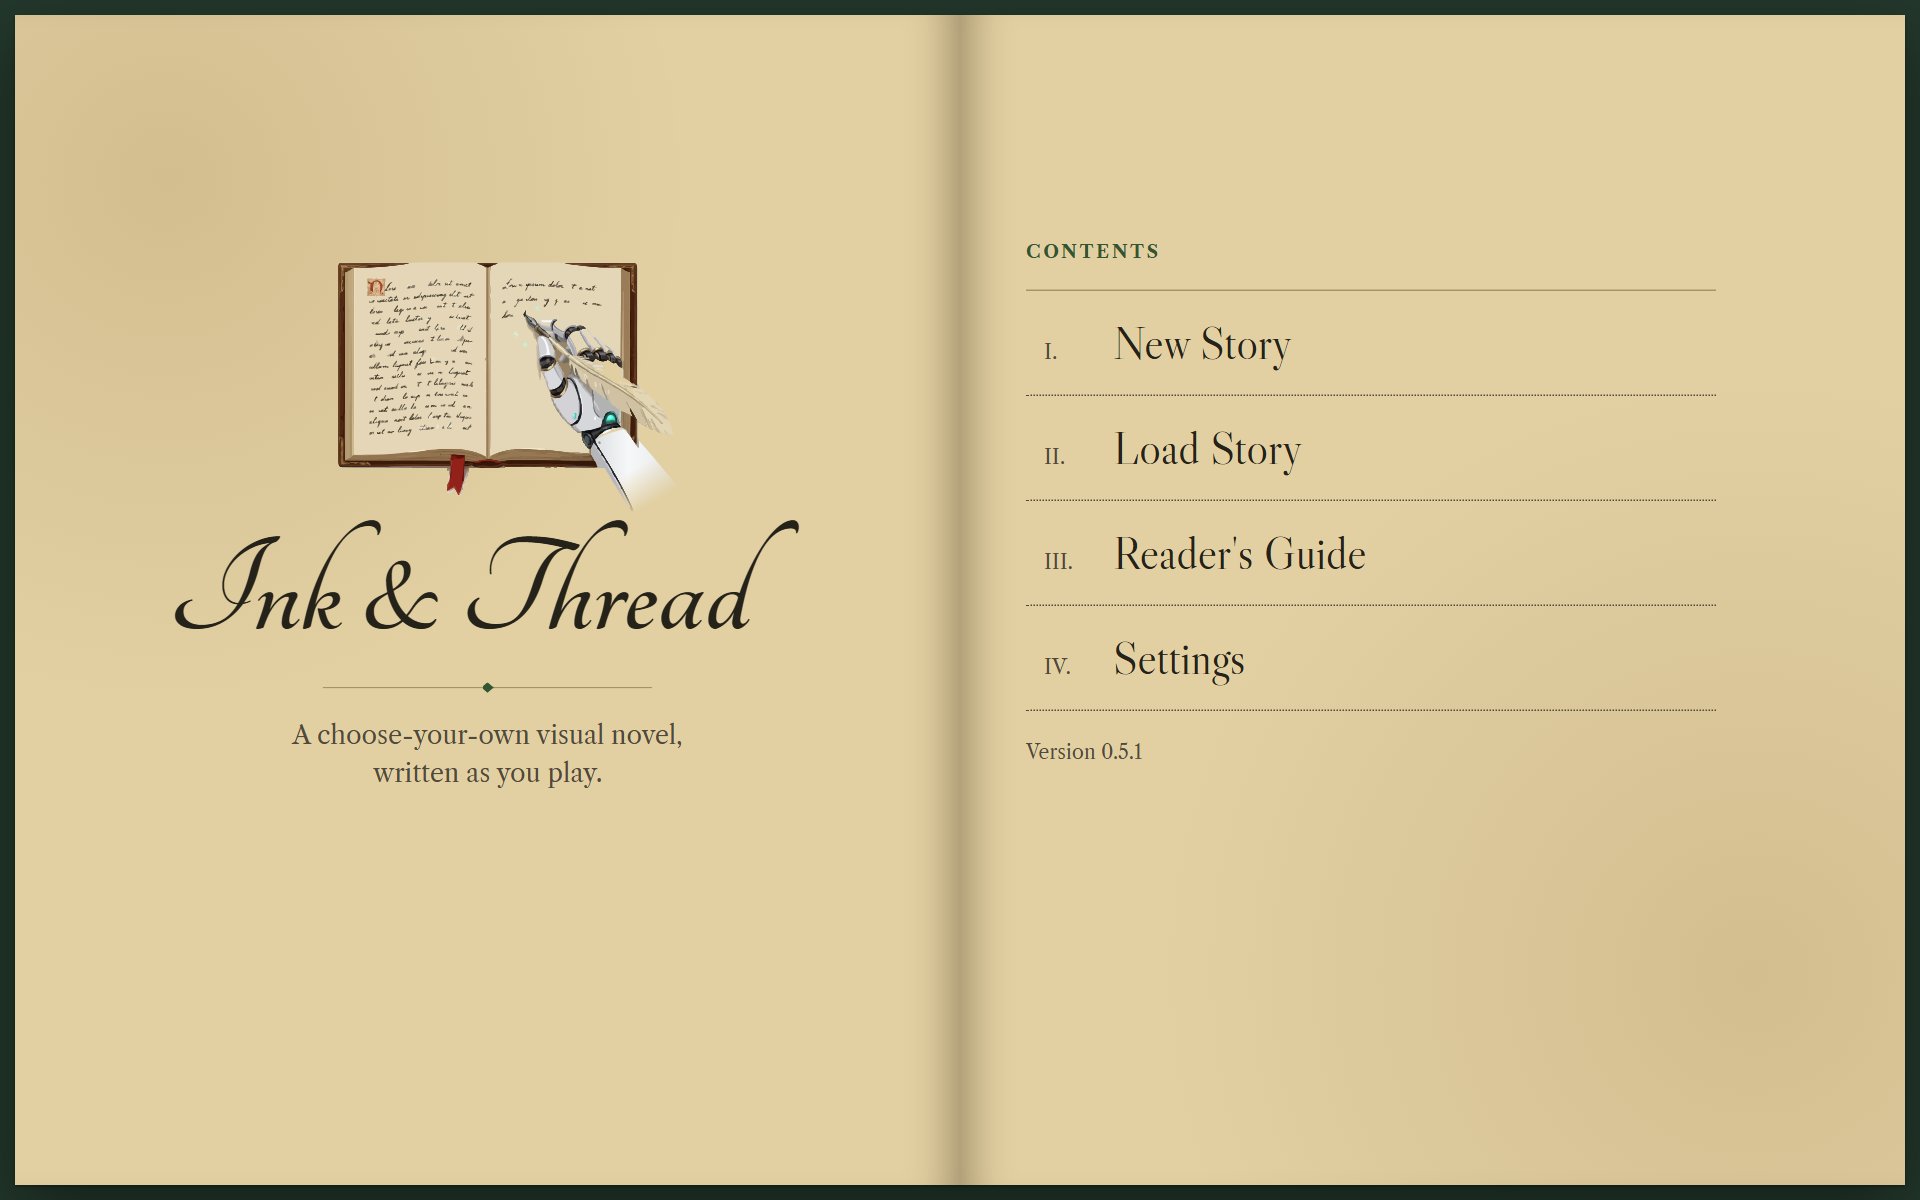 Ink & Thread
A choose-your-own visual novel,
written as you play.
CONTENTS
I. New Story
II. Load Story
III. Reader's Guide
IV. Settings
Version 0.5.1